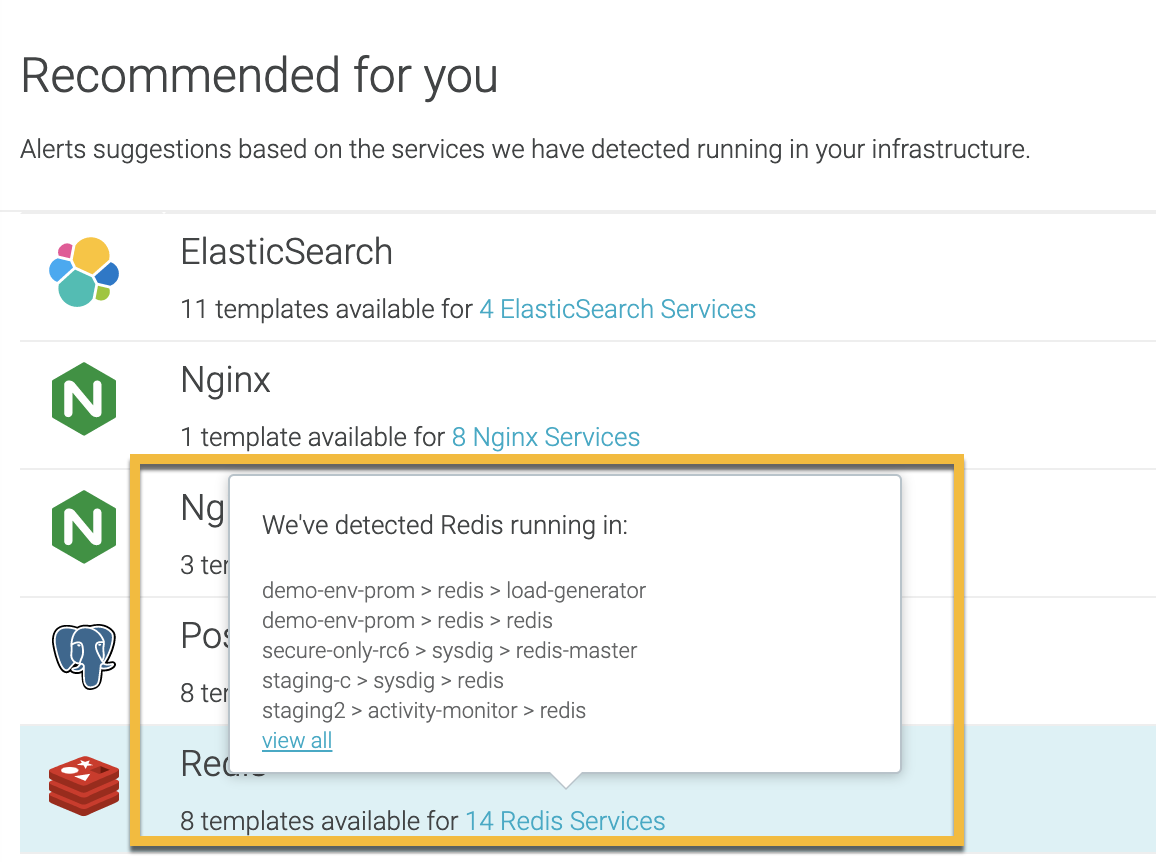 Recommended for you
Alerts suggestions based on the services we have detected running in your infrastructure.
ElasticSearch
11 templates available for 4 ElasticSearch Services
Nginx
1 template available for 8 Nginx Services
Ng
3 ter
We've detected Redis running in:
demo-env-prom > redis > load-generator
demo-env-prom > redis > redis
secure-only-rc6 > sysdig > redis-master
staging-c > sysdig > redis
staging2 > activity-monitor > redis
view all
Pos
8 ter
Redis
8 templates available for 14 Redis Services